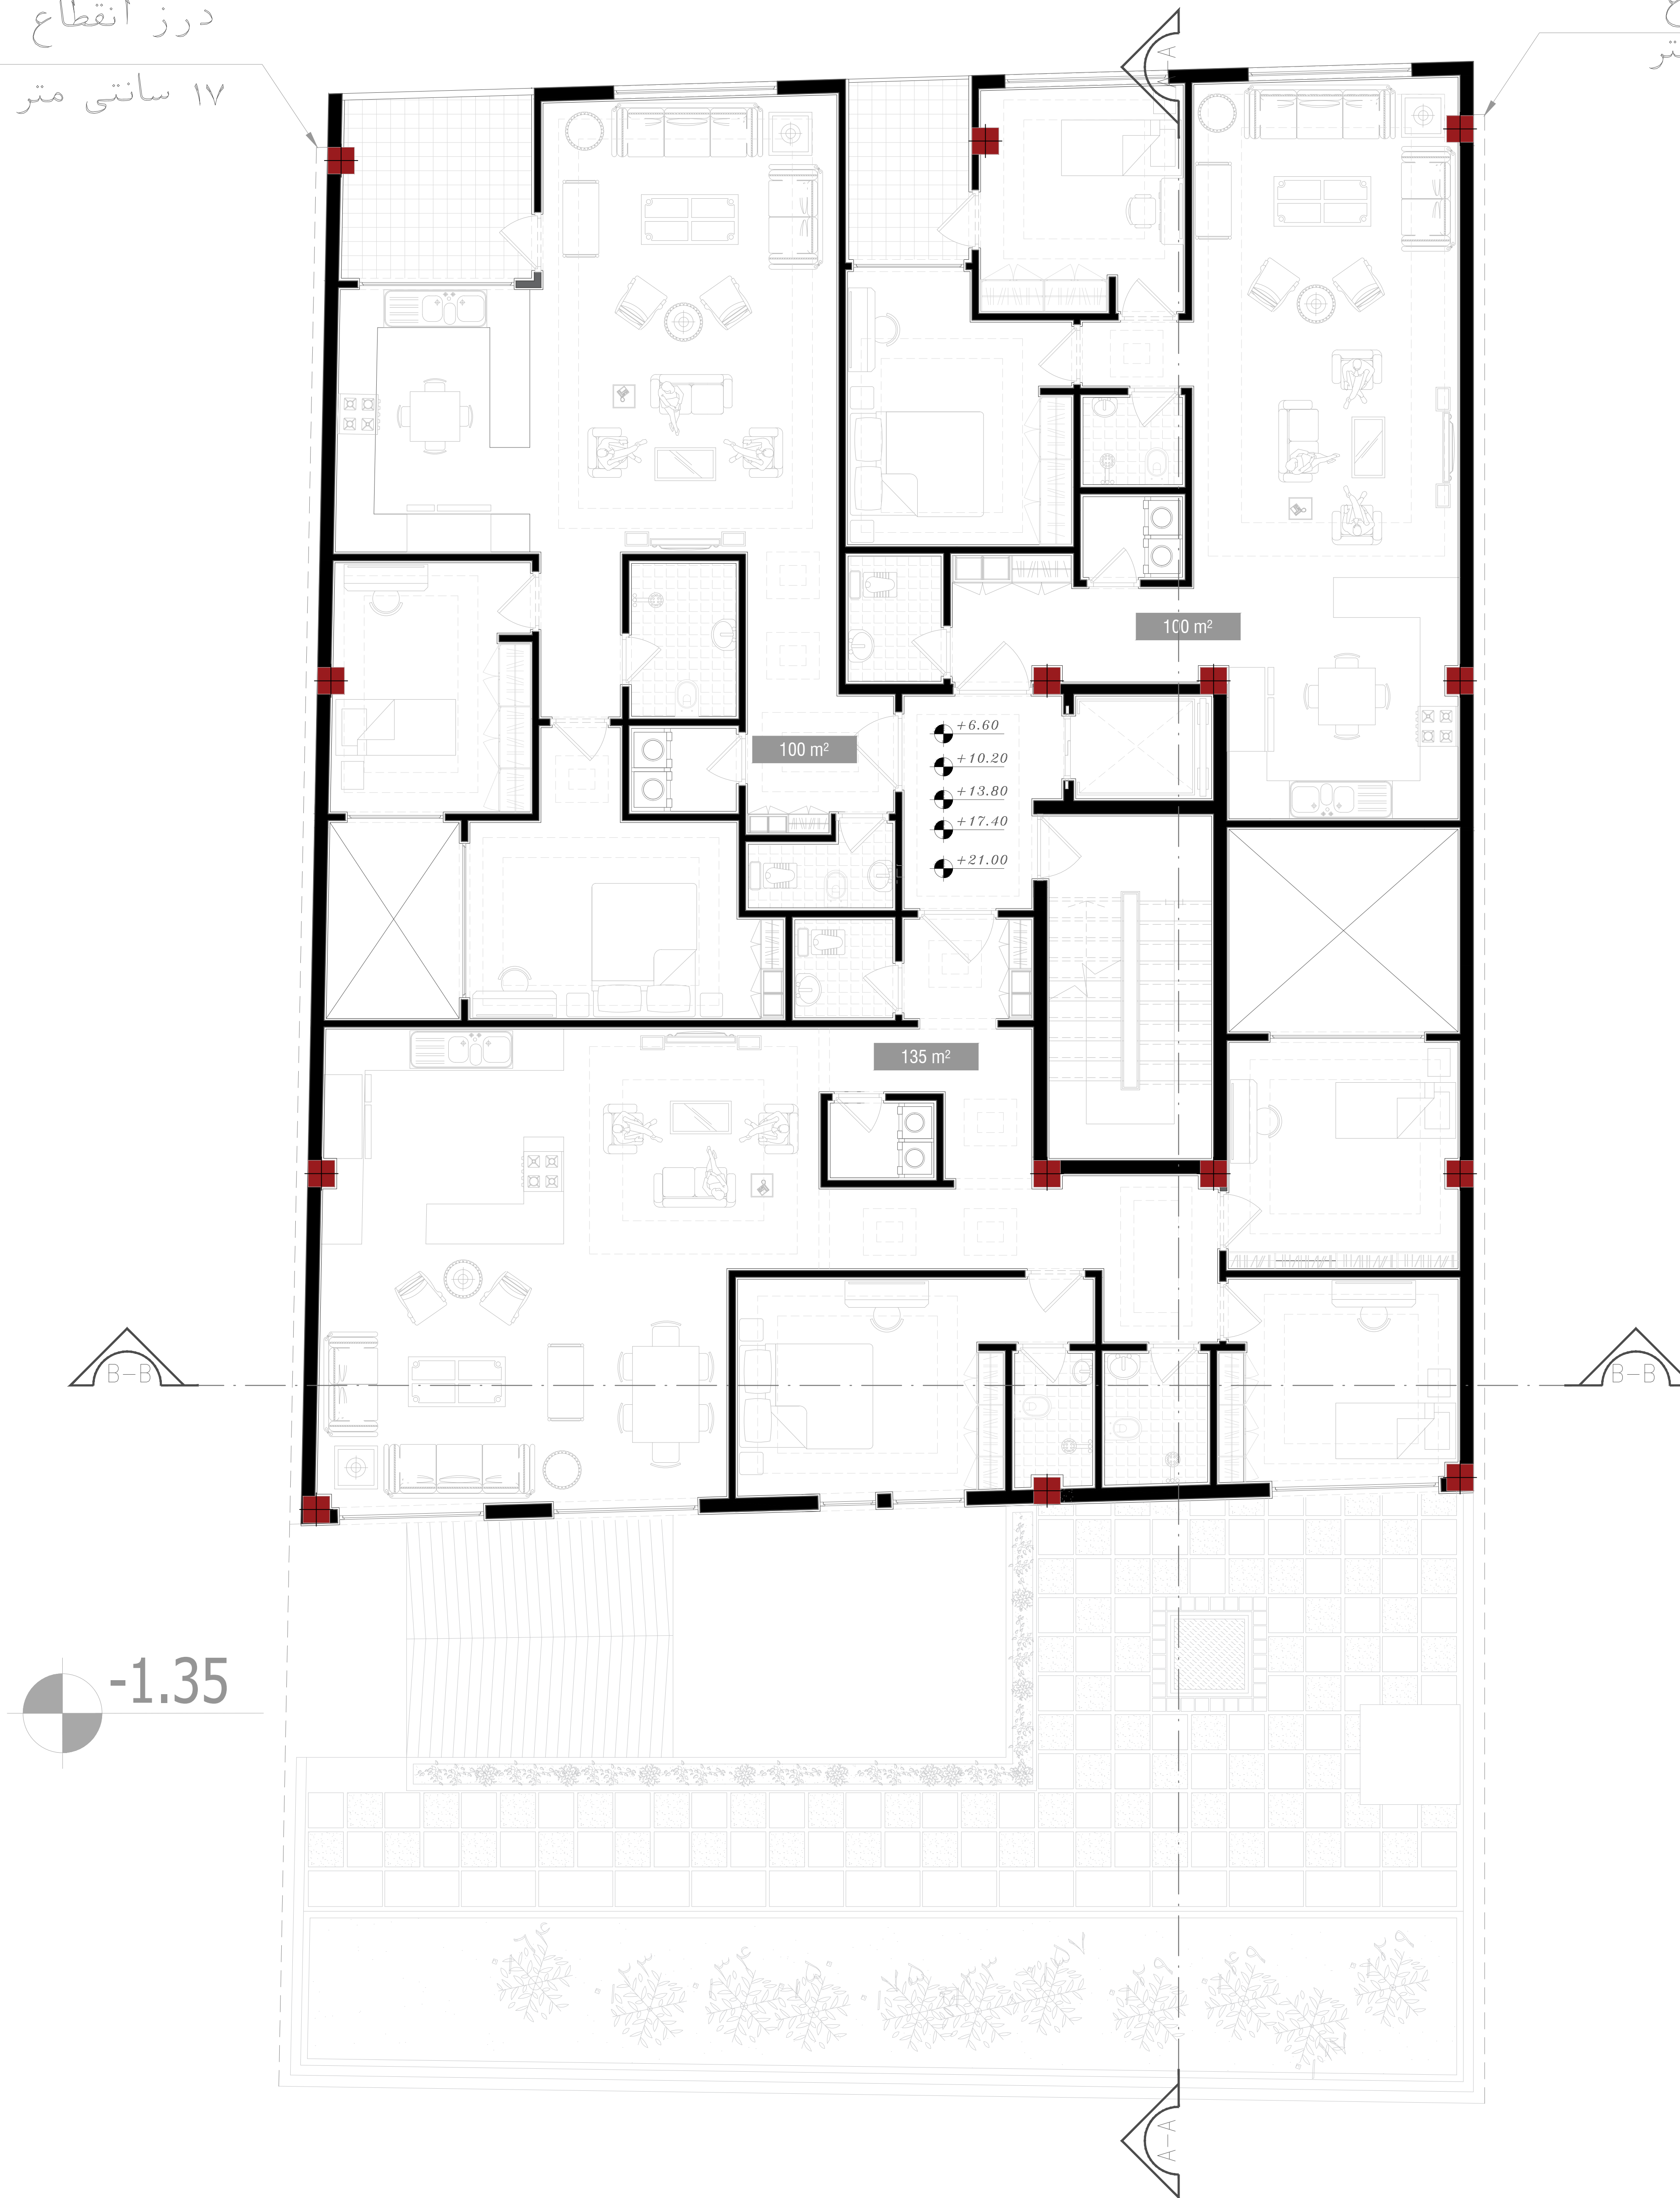 درز انقطاع
۱۷ سانتی متر
A
100 m²
+6.60
100 m²
+10.20
+13.80
+17.40
+21.00
135 m²
B-B
B-B
-1.35
A-A